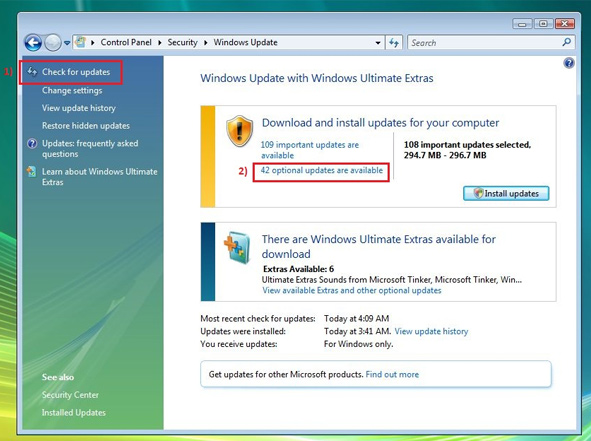 Control Panel ▸ Security ▸ Windows Update
Search
1)
Check for updates
Change settings
View update history
Restore hidden updates
Updates: frequently asked
questions
Learn about Windows Ultimate
Extras
See also
Security Center
Installed Updates
Windows Update with Windows Ultimate Extras
Download and install updates for your computer
109 important updates are
available
2)
42 optional updates are available
108 important updates selected,
294.7 MB - 296.7 MB
Install updates
There are Windows Ultimate Extras available for
download
Extras Available: 6
Ultimate Extras Sounds from Microsoft Tinker, Microsoft Tinker, Win...
View available Extras and other optional updates
Most recent check for updates: Today at 4:09 AM
Updates were installed: Today at 3:41 AM. View update history
You receive updates: For Windows only.
Get updates for other Microsoft products. Find out more